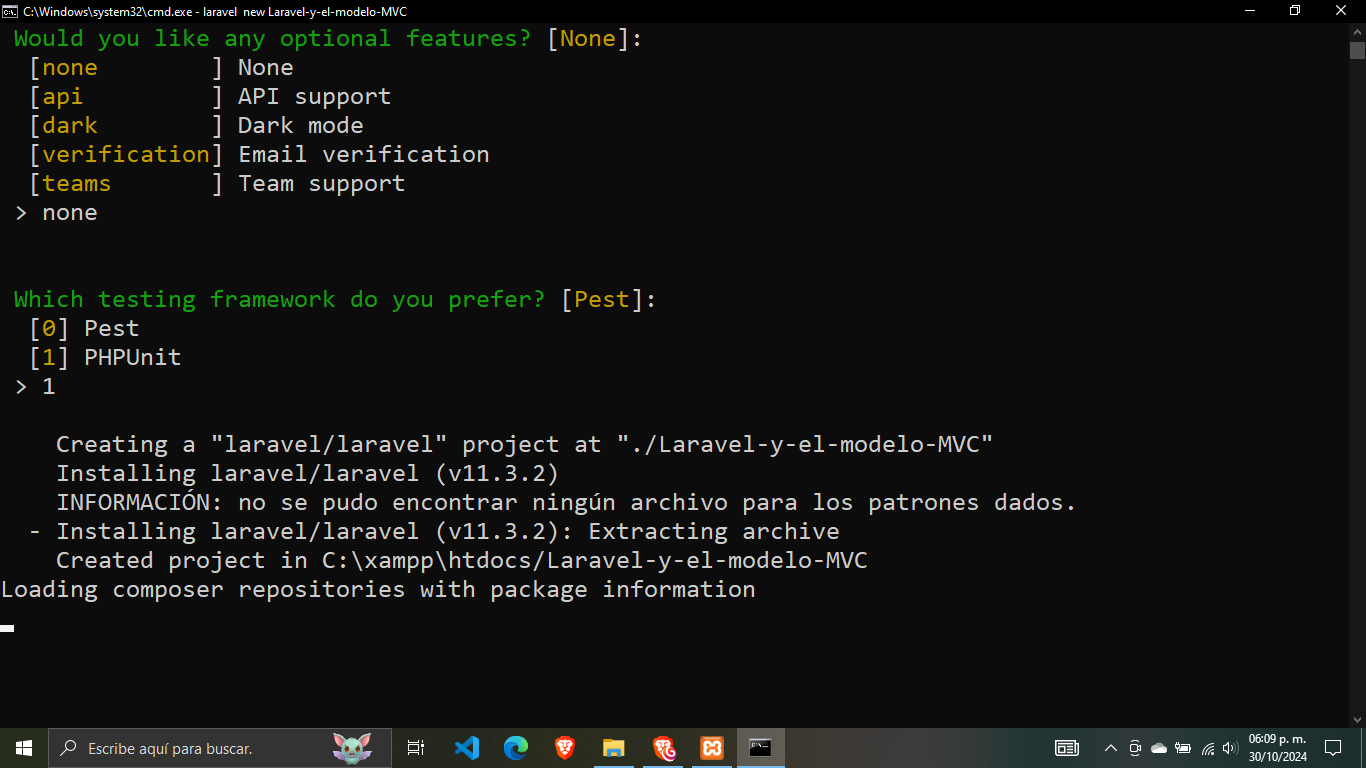 C:\Windows\system32\cmd.exe - laravel  new Laravel-y-el-modelo-MVC
Would you like any optional features? [None]:
[none        ] None
[api         ] API support
[dark        ] Dark mode
[verification] Email verification
[teams       ] Team support
> none
Which testing framework do you prefer? [Pest]:
[0] Pest
[1] PHPUnit
> 1
Creating a "laravel/laravel" project at "./Laravel-y-el-modelo-MVC"
Installing laravel/laravel (v11.3.2)
INFORMACIÓN: no se pudo encontrar ningún archivo para los patrones dados.
- Installing laravel/laravel (v11.3.2): Extracting archive
Created project in C:\xampp\htdocs/Laravel-y-el-modelo-MVC
Loading composer repositories with package information
Escribe aquí para buscar.
06:09 p. m.
30/10/2024